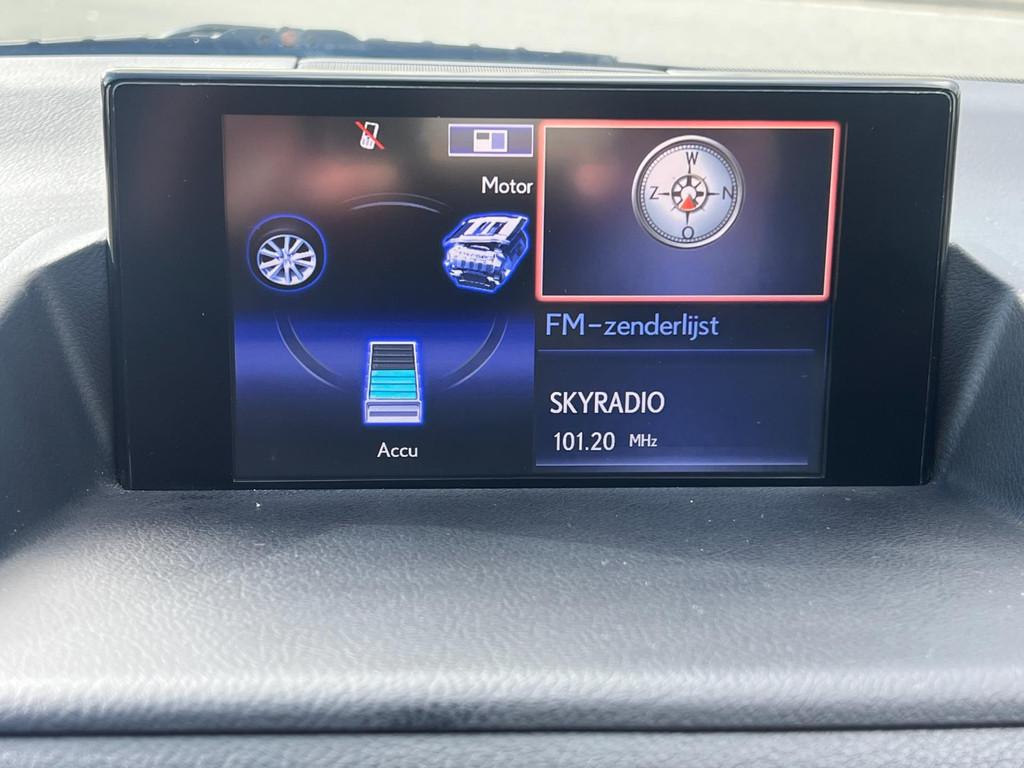 Motor
Accu
W
Z N
O
FM-zenderlijst
SKYRADIO
101.20 MHz